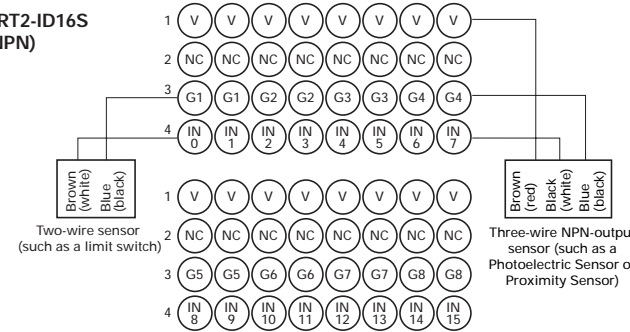 RT2-ID16S
NPN)
1 V V V V V V V V
2 NC NC NC NC NC NC NC NC
3 G1 G1 G2 G2 G3 G3 G4 G4
4 IN 0 IN 1 IN 2 IN 3 IN 4 IN 5 IN 6 IN 7
Brown
(white)
Blue
(black)
Two-wire sensor
(such as a limit switch)
Brown
(red)
Black
(white)
Blue
(black)
Three-wire NPN-outpu
sensor (such as a
Photoelectric Sensor o
Proximity Sensor)
1 V V V V V V V V
2 NC NC NC NC NC NC NC NC
3 G5 G5 G6 G6 G7 G7 G8 G8
4 IN 8 IN 9 IN 10 IN 11 IN 12 IN 13 IN 14 IN 15